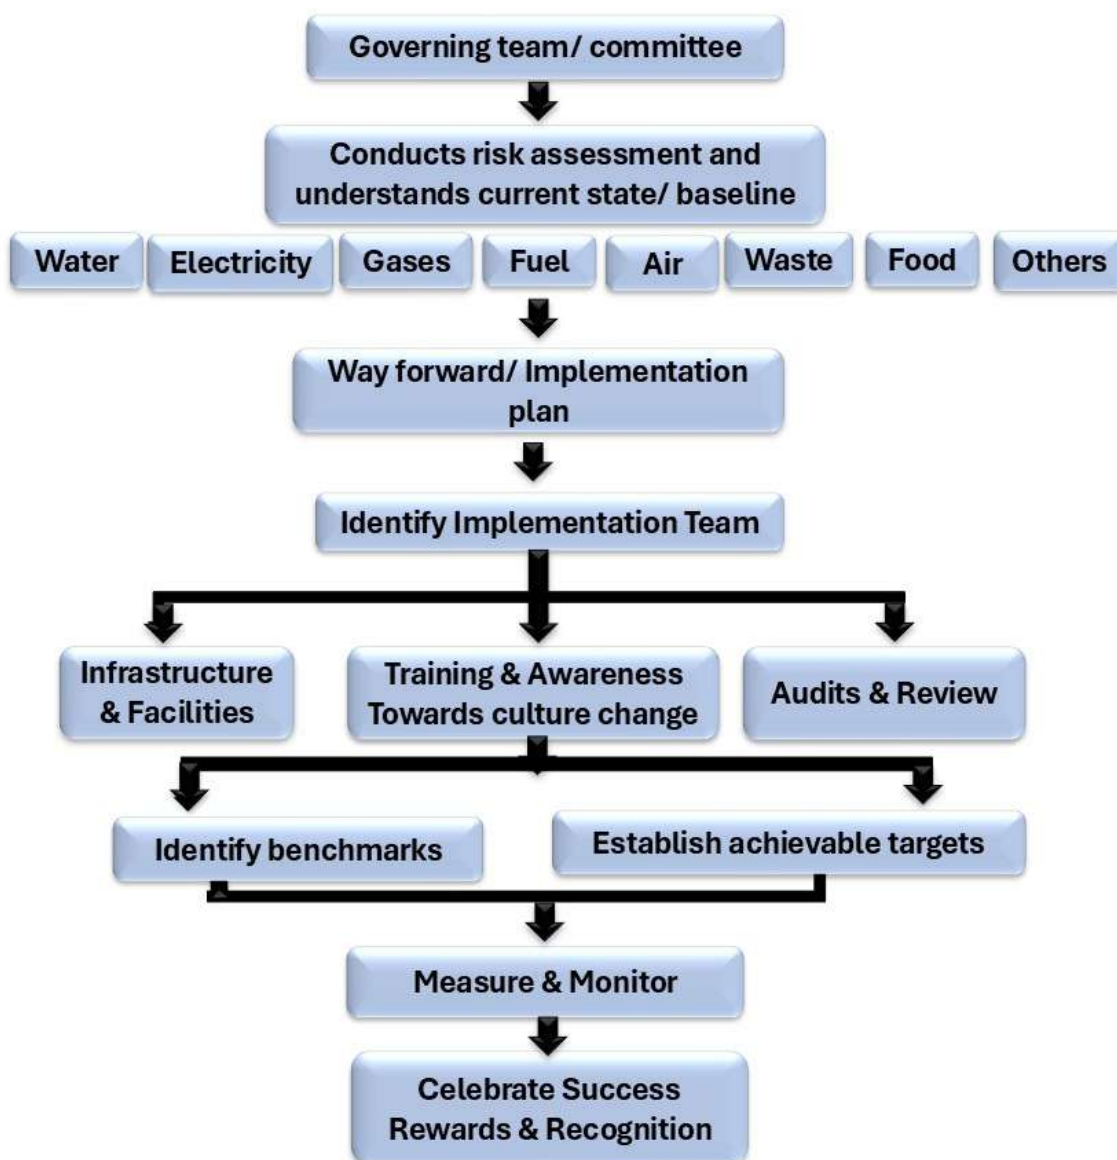 Governing team/ committee
Conducts risk assessment and
understands current state/ baseline
Water
Electricity
Gases
Fuel
Air
Waste
Food
Others
Way forward/ Implementation
plan
Identify Implementation Team
Infrastructure
& Facilities
Training & Awareness
Towards culture change
Audits & Review
Identify benchmarks
Establish achievable targets
Measure & Monitor
Celebrate Success
Rewards & Recognition